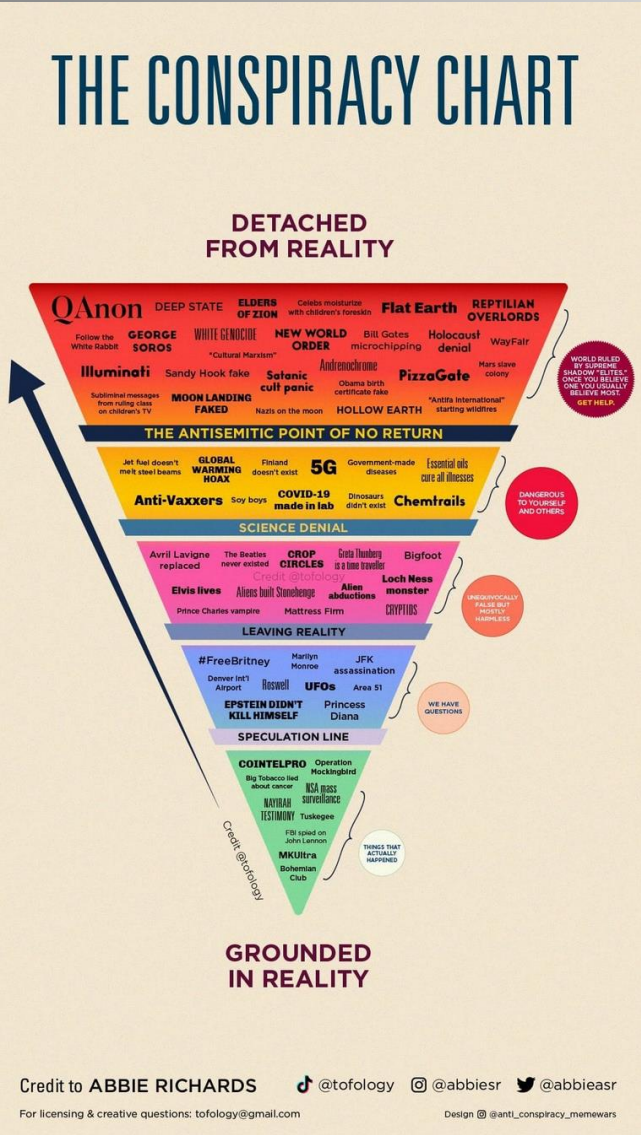 THE CONSPIRACY CHART
DETACHED
FROM REALITY
QAnon
DEEP STATE
ELDERS
OF ZION
Celebs moisturize
with children's foreskin
Flat Earth
REPTILIAN
OVERLORDS
Follow the
White Rabbit
GEORGE
SOROS
WHITE GENOCIDE
"Cultural Marxism"
NEW WORLD
ORDER
Bill Gates
microchipping
Holocaust
denial
WayFair
Illuminati
Sandy Hook fake
Satanic
cult panic
Andrenochrome
Obama birth
certificate fake
PizzaGate
Mars slave
colony
Subliminal messages
from ruling class
on children's TV
MOON LANDING
FAKED
Nazis on the moon
HOLLOW EARTH
"Antifa International"
starting wildfires
WORLD RULED
BY SUPREME
SHADOW "ELITES."
ONCE YOU BELIEVE
ONE YOU USUALLY
BELIEVE MOST.
GET HELP.
THE ANTISEMITIC POINT OF NO RETURN
Jet fuel doesn't
melt steel beams
GLOBAL
WARMING
HOAX
Finland
doesn't exist
5G
Government-made
diseases
Essential oils
cure all illnesses
Anti-Vaxxers
Soy boys
COVID-19
made in lab
Dinosaurs
didn't exist
Chemtrails
DANGEROUS
TO YOURSELF
AND OTHERS
SCIENCE DENIAL
Avril Lavigne
replaced
The Beatles
never existed
CROP
CIRCLES
Greta Thunberg
is a time traveller
Bigfoot
Credit @tofology
Elvis lives
Aliens built Stonehenge
Alien
abductions
Loch Ness
monster
Prince Charles vampire
Mattress Firm
CRYPTIDS
UNEQUIVOCALLY
FALSE BUT
MOSTLY
HARMLESS
LEAVING REALITY
#FreeBritney
Marilyn
Monroe
JFK
assassination
Denver Int'l
Airport
Roswell
UFOs
Area 51
EPSTEIN DIDN'T
KILL HIMSELF
Princess
Diana
WE HAVE
QUESTIONS
SPECULATION LINE
COINTELPRO
Operation
Mockingbird
Big Tobacco lied
about cancer
NSA mass
surveillance
NAYIRAH
TESTIMONY
Tuskegee
FBI spied on
John Lennon
MKUltra
Bohemian
Club
THINGS THAT
ACTUALLY
HAPPENED
Credit @tofology
GROUNDED
IN REALITY
Credit to ABBIE RICHARDS
@tofology
@abbiesr
@abbieasr
For licensing & creative questions: tofology@gmail.com
Design @anti_conspiracy_memewars